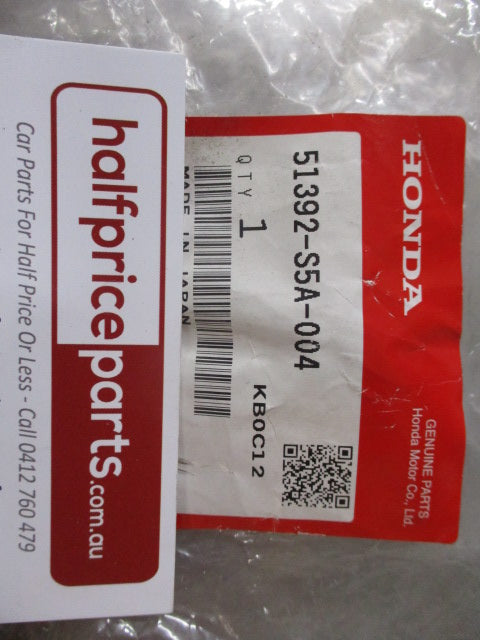 HONDA
GENUINE PARTS
Honda Motor Co., Ltd.
51392-S5A-004
QTY 1
KB0C12
MADE IN JAPAN
halfpriceparts.com.au
Car Parts For Half Price Or Less - Call 0412 760 479